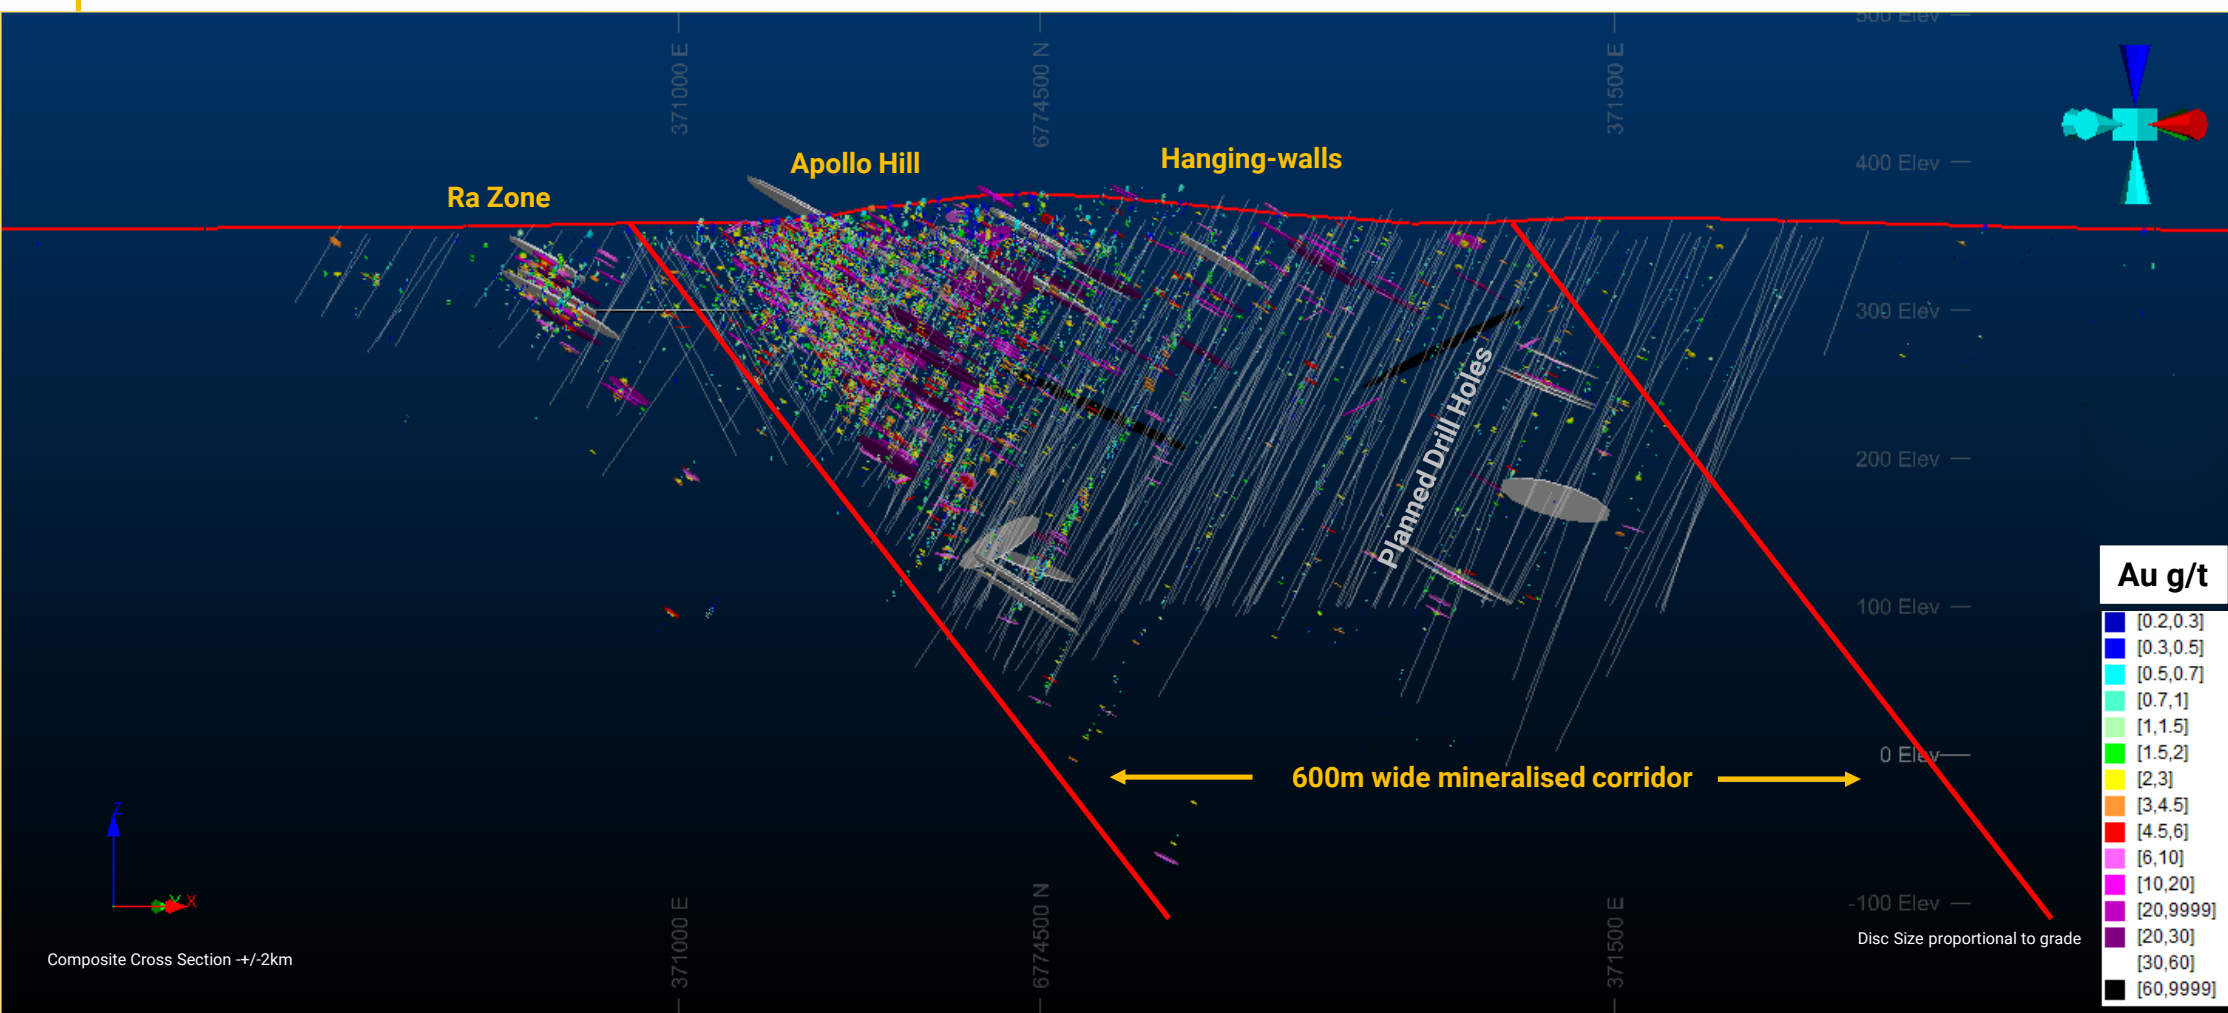 500 Elev
371000 E
6774500 N
371500 E
400 Elev
Apollo Hill
Hanging-walls
Ra Zone
300 Elev
Planned Drill Holes
200 Elev
100 Elev
Au g/t
[0.2,0.3]
[0.3,0.5]
[0.5,0.7]
[0.7,1]
[1,1.5]
[1.5,2]
[2,3]
[3,4.5]
[4.5,6]
[6,10]
[10,20]
[20,9999]
[20,30]
[30,60]
[60,9999]
0 Elev
600m wide mineralised corridor
Z
Y
X
-100 Elev
371000 E
6774500 N
371500 E
Disc Size proportional to grade
Composite Cross Section -+/-2km